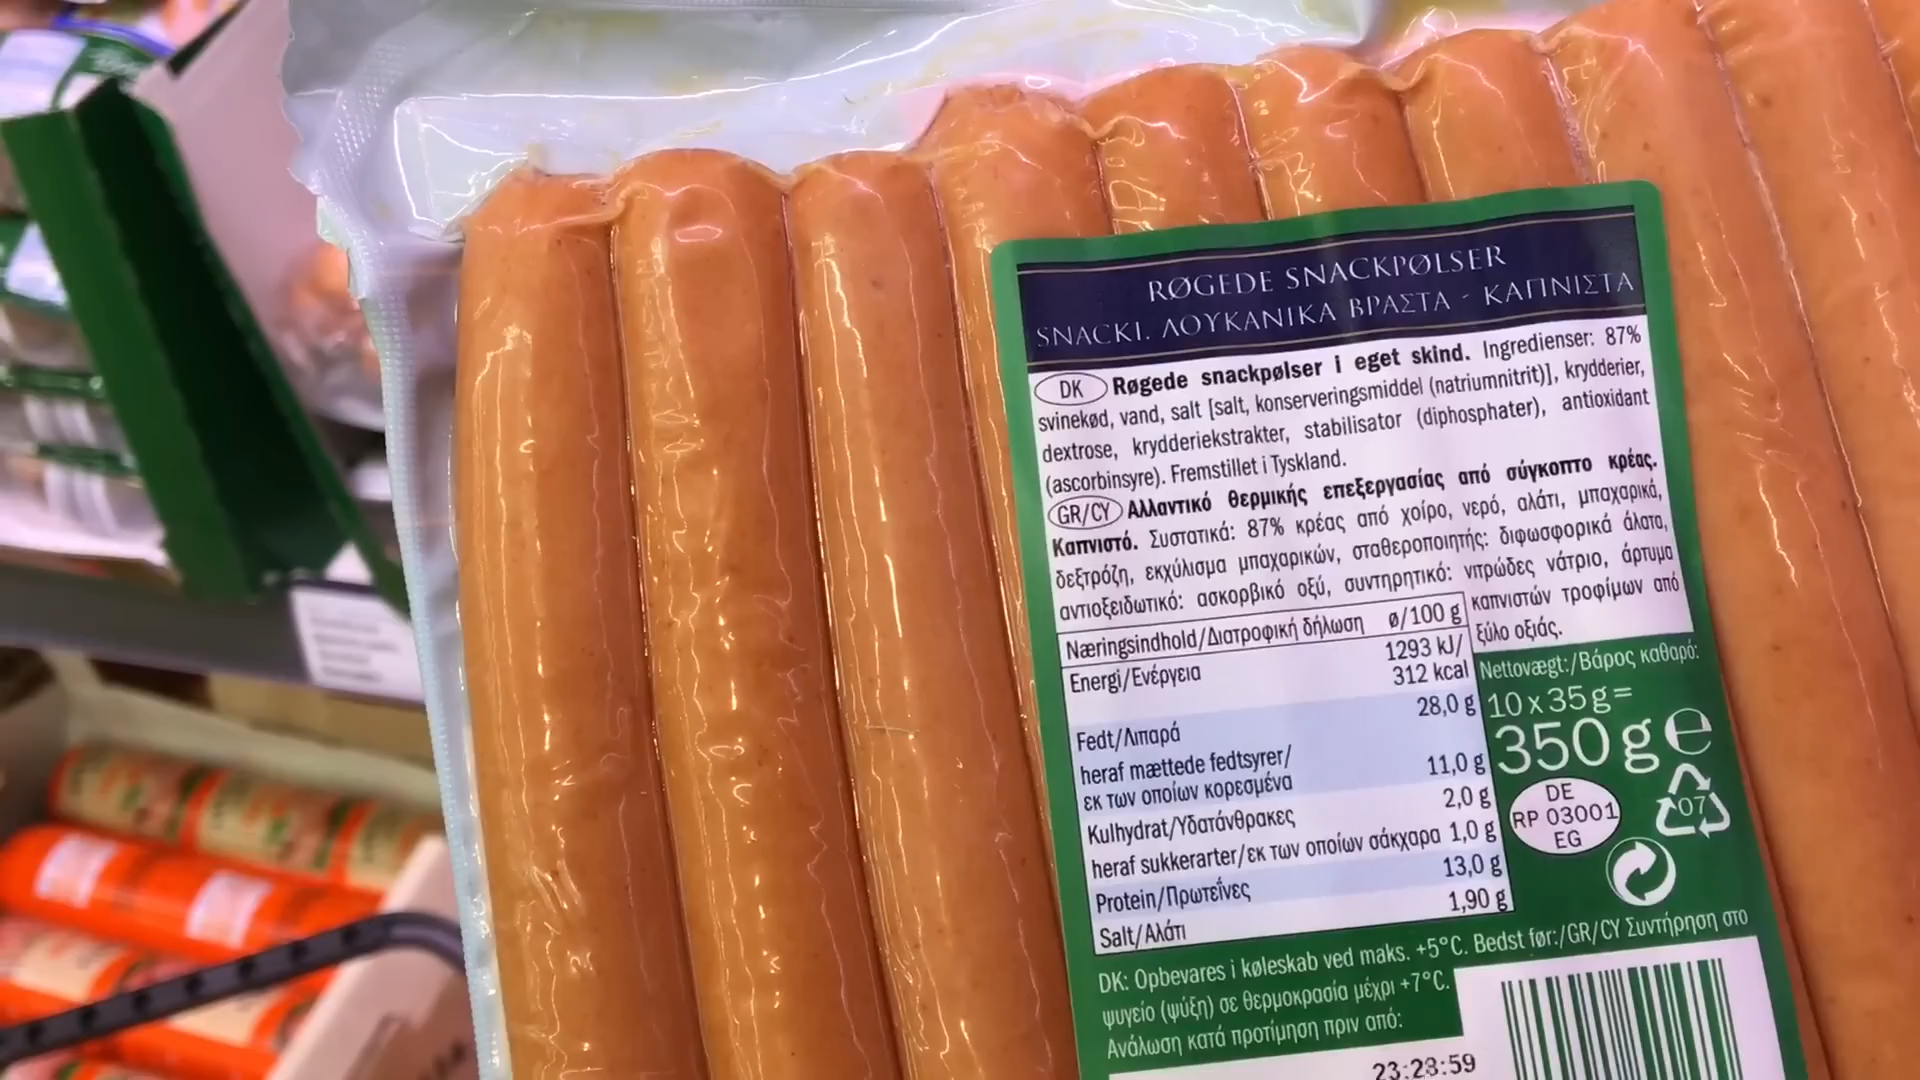 RØGEDE SNACKPØLSER
SNACKI. ΛΟΥΚΑΝΙΚΑ ΒΡΑΣΤΑ - ΚΑΠΝΙΣΤΑ
DK Røgede snackpølser i eget skind. Ingredienser: 87%
svinekød, vand, salt [salt, konserveringsmiddel (natriumnitrit)], krydderier,
dextrose, krydderiekstrakter, stabilisator (diphosphater), antioxidant
(ascorbinsyre). Fremstillet i Tyskland.
GR/CY Αλλαντικό θερμικής επεξεργασίας από σύγκοπτο κρέας.
Καπνιστό. Συστατικά: 87% κρέας από χοίρο, νερό, αλάτι, μπαχαρικά,
δεξτρόζη, εκχύλισμα μπαχαρικών, σταθεροποιητής: διφωσφορικά άλατα,
αντιοξειδωτικό: ασκορβικό οξύ, συντηρητικό: νιτρώδες νάτριο, άρτυμα
καπνιστών τροφίμων από
ξύλο οξιάς.
Næringsindhold/Διατροφική δήλωση ø/100 g
Energi/Ενέργεια 1293 kJ/
312 kcal
Fedt/Λιπαρά 28,0 g
heraf mættede fedtsyrer/
εκ των οποίων κορεσμένα 11,0 g
Kulhydrat/Υδατάνθρακες 2,0 g
heraf sukkerarter/εκ των οποίων σάκχαρα 1,0 g
Protein/Πρωτεΐνες 13,0 g
Salt/Αλάτι 1,90 g
Nettovægt:/Βάρος καθαρό:
10 x 35 g =
350 g e
DE
RP 03001
EG
07
DK: Opbevares i køleskab ved maks. +5°C. Bedst før:/GR/CY Συντήρηση στο
ψυγείο (ψύξη) σε θερμοκρασία μέχρι +7°C.
Ανάλωση κατά προτίμηση πριν από:
23:28:59